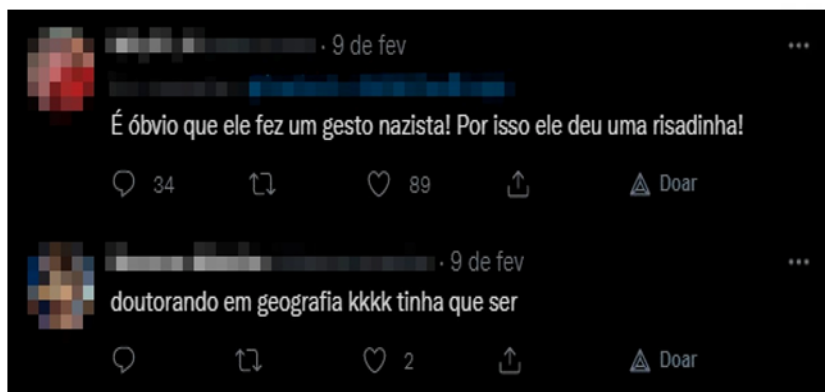 · 9 de fev
É óbvio que ele fez um gesto nazista! Por isso ele deu uma risadinha!
34 89 Doar
· 9 de fev
doutorando em geografia kkkk tinha que ser
2 Doar